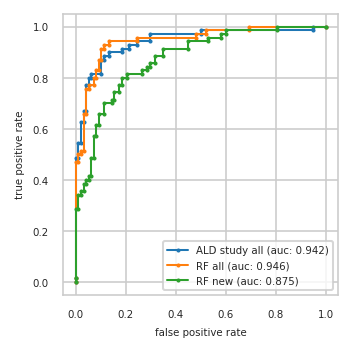 1.0
0.8
0.6
0.4
0.2
0.0
true positive rate
ALD study all (auc: 0.942)
RF all (auc: 0.946)
RF new (auc: 0.875)
0.0 0.2 0.4 0.6 0.8 1.0
false positive rate